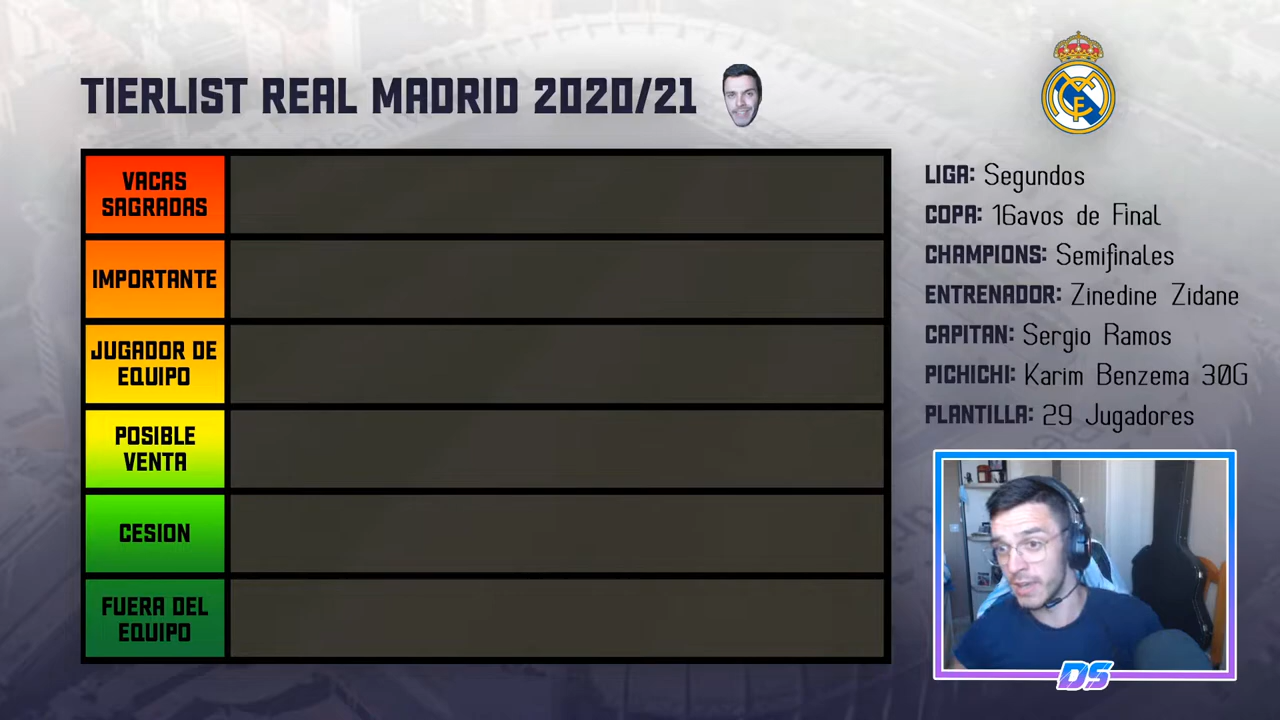 TIERLIST REAL MADRID 2020/21
VACAS
SAGRADAS
IMPORTANTE
JUGADOR DE
EQUIPO
POSIBLE
VENTA
CESION
FUERA DEL
EQUIPO
LIGA: Segundos
COPA: 16avos de Final
CHAMPIONS: Semifinales
ENTRENADOR: Zinedine Zidane
CAPITAN: Sergio Ramos
PICHICHI: Karim Benzema 30G
PLANTILLA: 29 Jugadores
DS